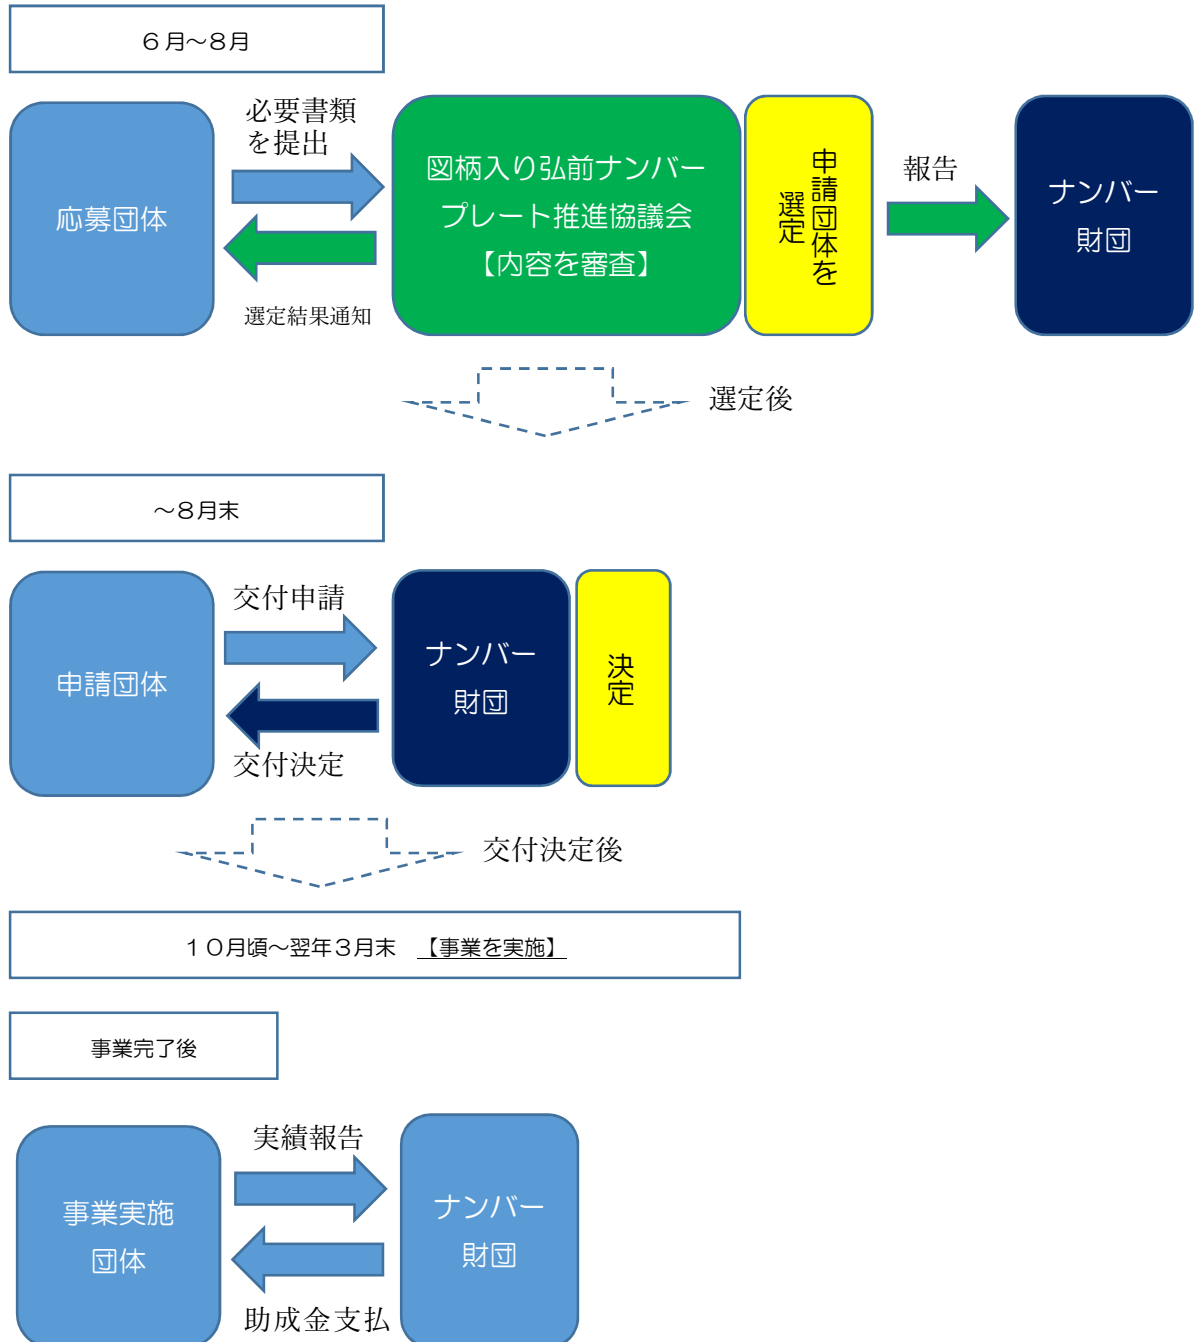 ６月～８月
必要書類
を提出
応募団体
選定結果通知
図柄入り弘前ナンバー
プレート推進協議会
【内容を審査】
申請団体を
選定
報告
ナンバー
財団
選定後
～８月末
交付申請
申請団体
交付決定
ナンバー
財団
決定
交付決定後
１０月頃～翌年３月末　【事業を実施】
事業完了後
実績報告
事業実施
団体
助成金支払
ナンバー
財団